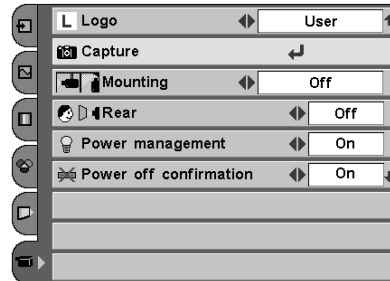 L Logo User
Capture
Mounting Off
Rear Off
Power management On
Power off confirmation On